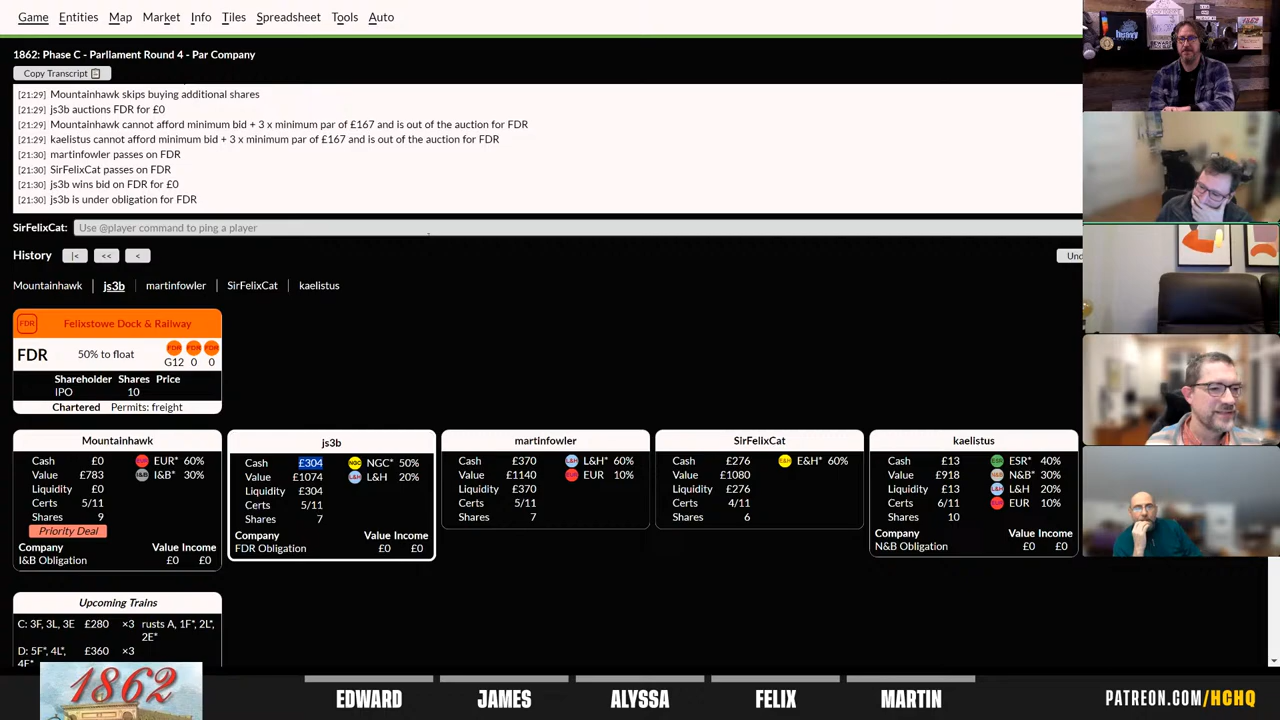 Game Entities Map Market Info Tiles Spreadsheet Tools Auto
1862: Phase C - Parliament Round 4 - Par Company
Copy Transcript
[21:29] Mountainhawk skips buying additional shares
[21:29] js3b auctions FDR for £0
[21:29] Mountainhawk cannot afford minimum bid + 3 x minimum par of £167 and is out of the auction for FDR
[21:29] kaelistus cannot afford minimum bid + 3 x minimum par of £167 and is out of the auction for FDR
[21:30] martinfowler passes on FDR
[21:30] SirFelixCat passes on FDR
[21:30] js3b wins bid on FDR for £0
[21:30] js3b is under obligation for FDR
SirFelixCat: Use @player command to ping a player
History |< << < Und
Mountainhawk js3b martinfowler SirFelixCat kaelistus
FDR Felixstowe Dock & Railway
FDR 50% to float
G12 0 0
Shareholder Shares Price
IPO 10
Chartered Permits: freight
Mountainhawk
Cash £0 EUR* 60%
Value £783 I&B* 30%
Liquidity £0
Certs 5/11
Shares 9
Priority Deal
Company Value Income
I&B Obligation £0 £0
js3b
Cash £304 NGC* 50%
Value £1074 L&H 20%
Liquidity £304
Certs 5/11
Shares 7
Company Value Income
FDR Obligation £0 £0
martinfowler
Cash £370 L&H* 60%
Value £1140 EUR 10%
Liquidity £370
Certs 5/11
Shares 7
SirFelixCat
Cash £276 E&H* 60%
Value £1080
Liquidity £276
Certs 4/11
Shares 6
kaelistus
Cash £13 ESR* 40%
Value £918 N&B* 30%
Liquidity £13 L&H 20%
Certs 6/11 EUR 10%
Shares 10
Company Value Income
N&B Obligation £0 £0
Upcoming Trains
C: 3F, 3L, 3E £280 ×3 rusts A, 1F*, 2L*, 2E*
D: 5F*, 4L*, £360 ×3
1862
EDWARD JAMES ALYSSA FELIX MARTIN
PATREON.COM/HCHQ